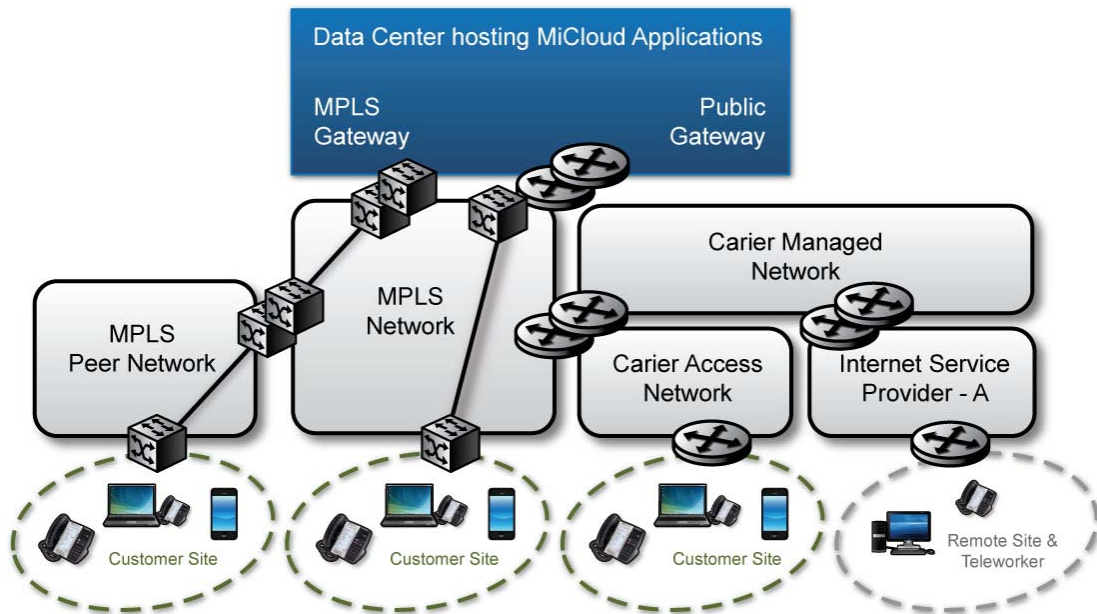 Data Center hosting MiCloud Applications
MPLS
Gateway
Public
Gateway
Carier Managed
Network
MPLS
Network
MPLS
Peer Network
Carier Access
Network
Internet Service
Provider - A
Customer Site
Customer Site
Customer Site
Remote Site &
Teleworker